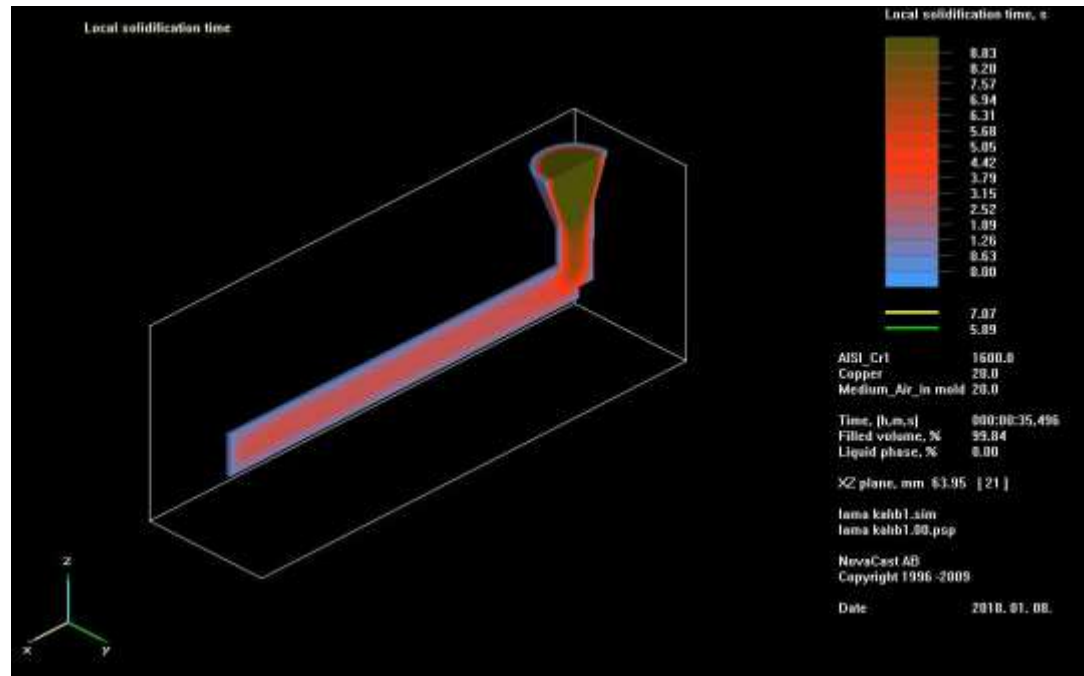 Local solidification time
Local solidification time, s
8.83
8.20
7.57
6.94
6.31
5.68
5.05
4.42
3.79
3.15
2.52
1.89
1.26
0.63
0.00
7.07
5.89
AISI_Cr1 1600.0
Copper 20.0
Medium_Air_in mold 20.0
Time, [h,m,s] 000:00:35,496
Filled volume, % 99.84
Liquid phase, % 0.00
XZ plane, mm 63.95 [ 21 ]
lama kalıb1.sim
lama kalıb1.00.psp
NovaCast AB
Copyright 1996 -2009
Date 2018. 01. 08.
z
x
y